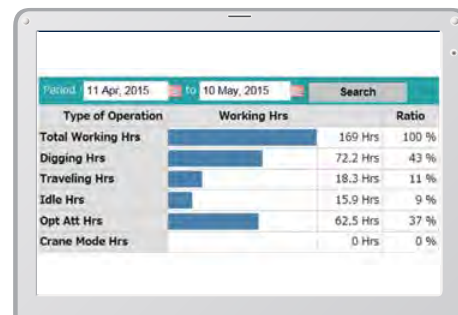 Period 11 Apr, 2015 to 10 May, 2015 Search
Type of Operation Working Hrs Ratio
Total Working Hrs 169 Hrs 100 %
Digging Hrs 72.2 Hrs 43 %
Traveling Hrs 18.3 Hrs 11 %
Idle Hrs 15.9 Hrs 9 %
Opt Att Hrs 62.5 Hrs 37 %
Crane Mode Hrs 0 Hrs 0 %